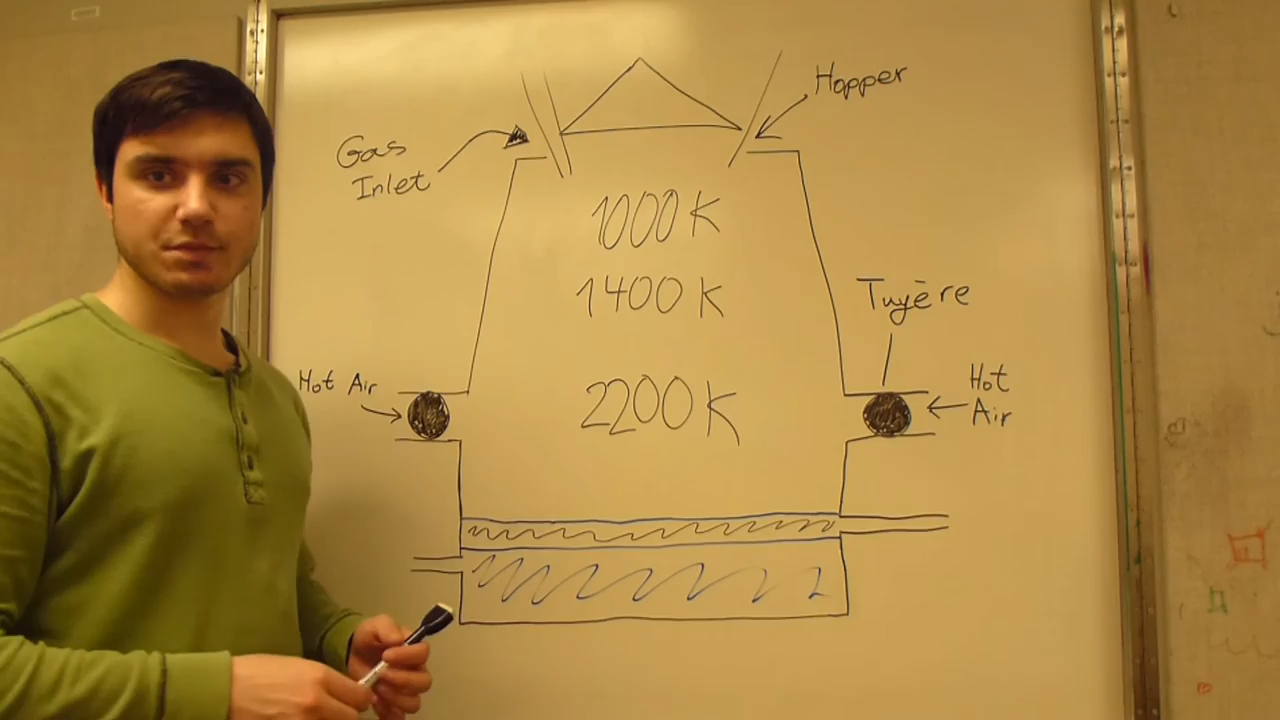 Hopper
Gas
Inlet
1000 K
1400 K
Tuyère
Hot Air
2200 K
Hot
Air